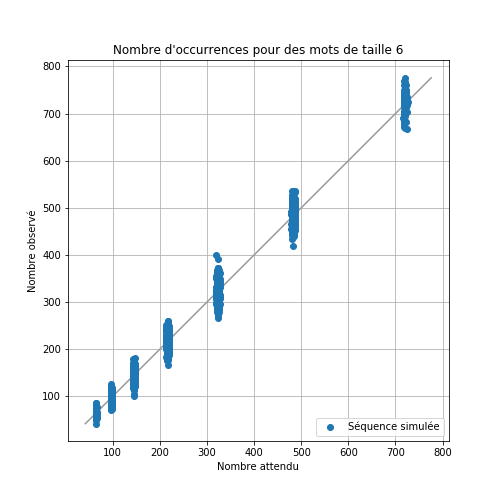 Nombre d'occurrences pour des mots de taille 6
800
700
600
500
400
300
200
100
Nombre observé
Séquence simulée
100 200 300 400 500 600 700 800
Nombre attendu